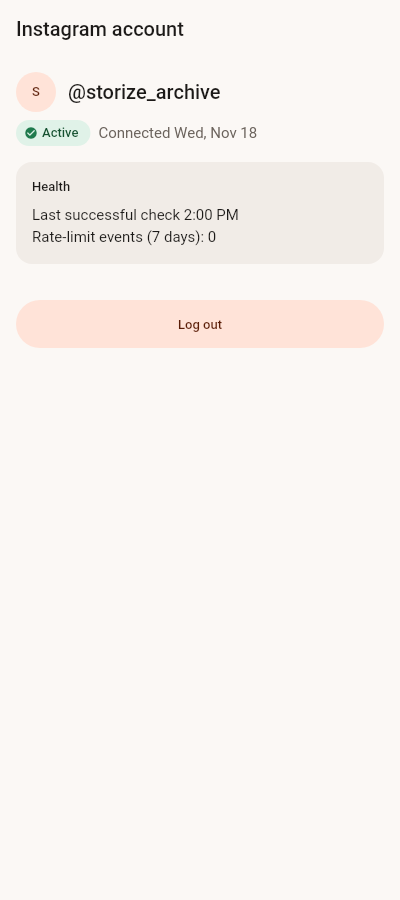 Instagram account
S
@storize_archive
Active
Connected Wed, Nov 18
Health
Last successful check 2:00 PM
Rate-limit events (7 days): 0
Log out